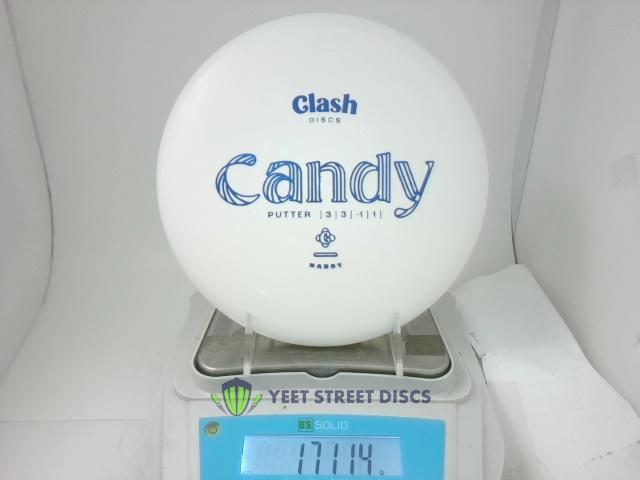 Clash
DISCS
Candy
PUTTER |3|3|-1|1|
HARDY
YEET STREET DISCS
US SOLID
171.14 g